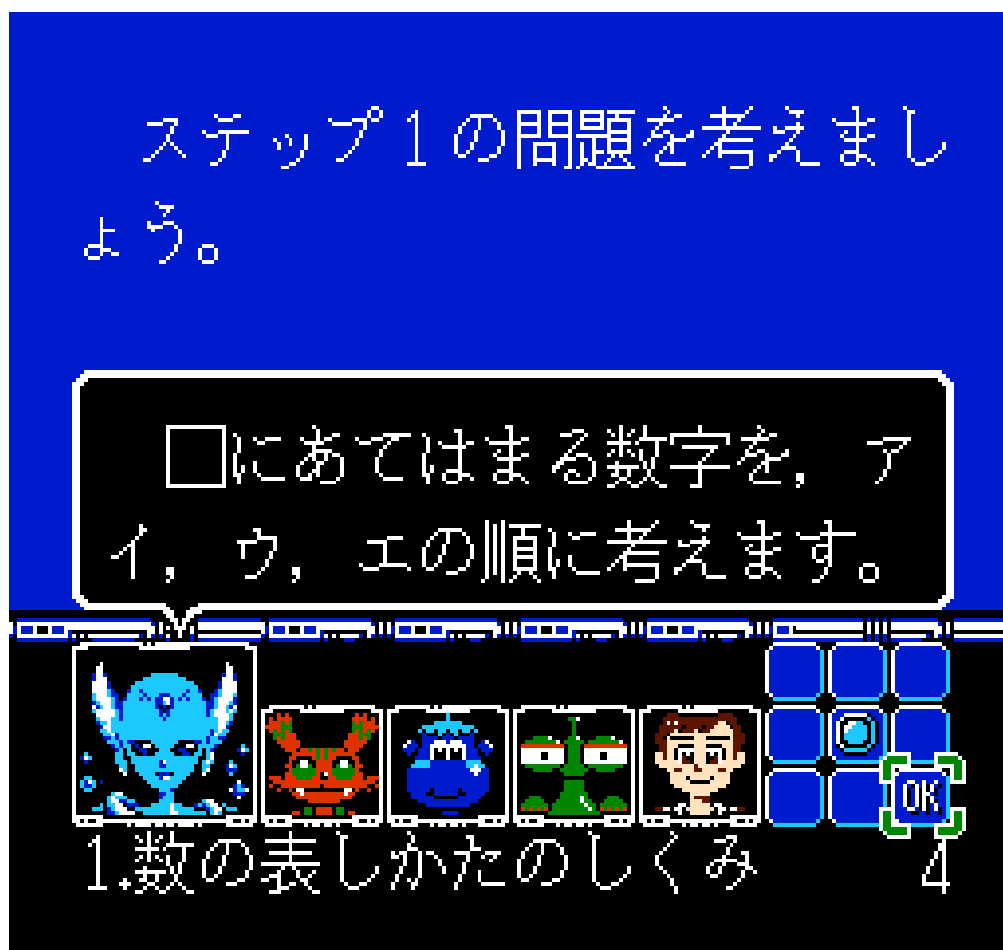 ステップ1の問題を考えまし
ょう。
□にあてはまる数字を，ア
イ，ウ，エの順に考えます。
OK
1.数の表しかたのしくみ 4